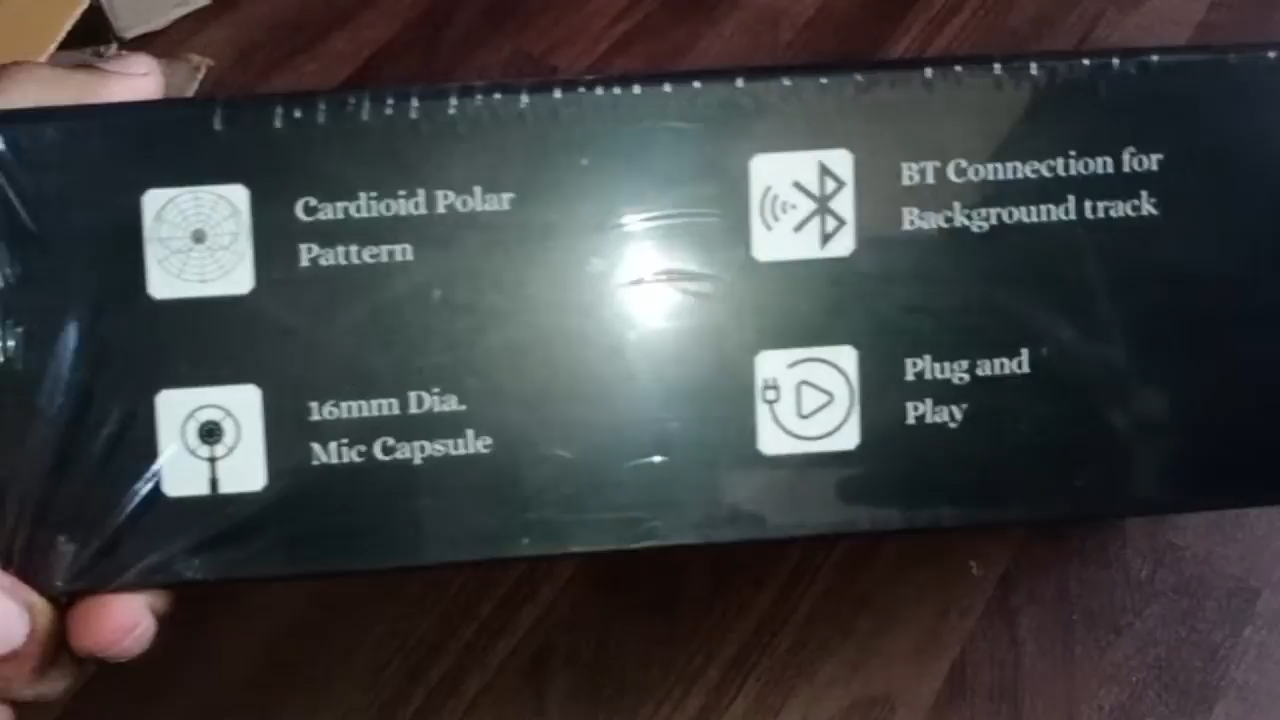 Cardioid Polar
Pattern
BT Connection for
Background track
16mm Dia.
Mic Capsule
Plug and
Play